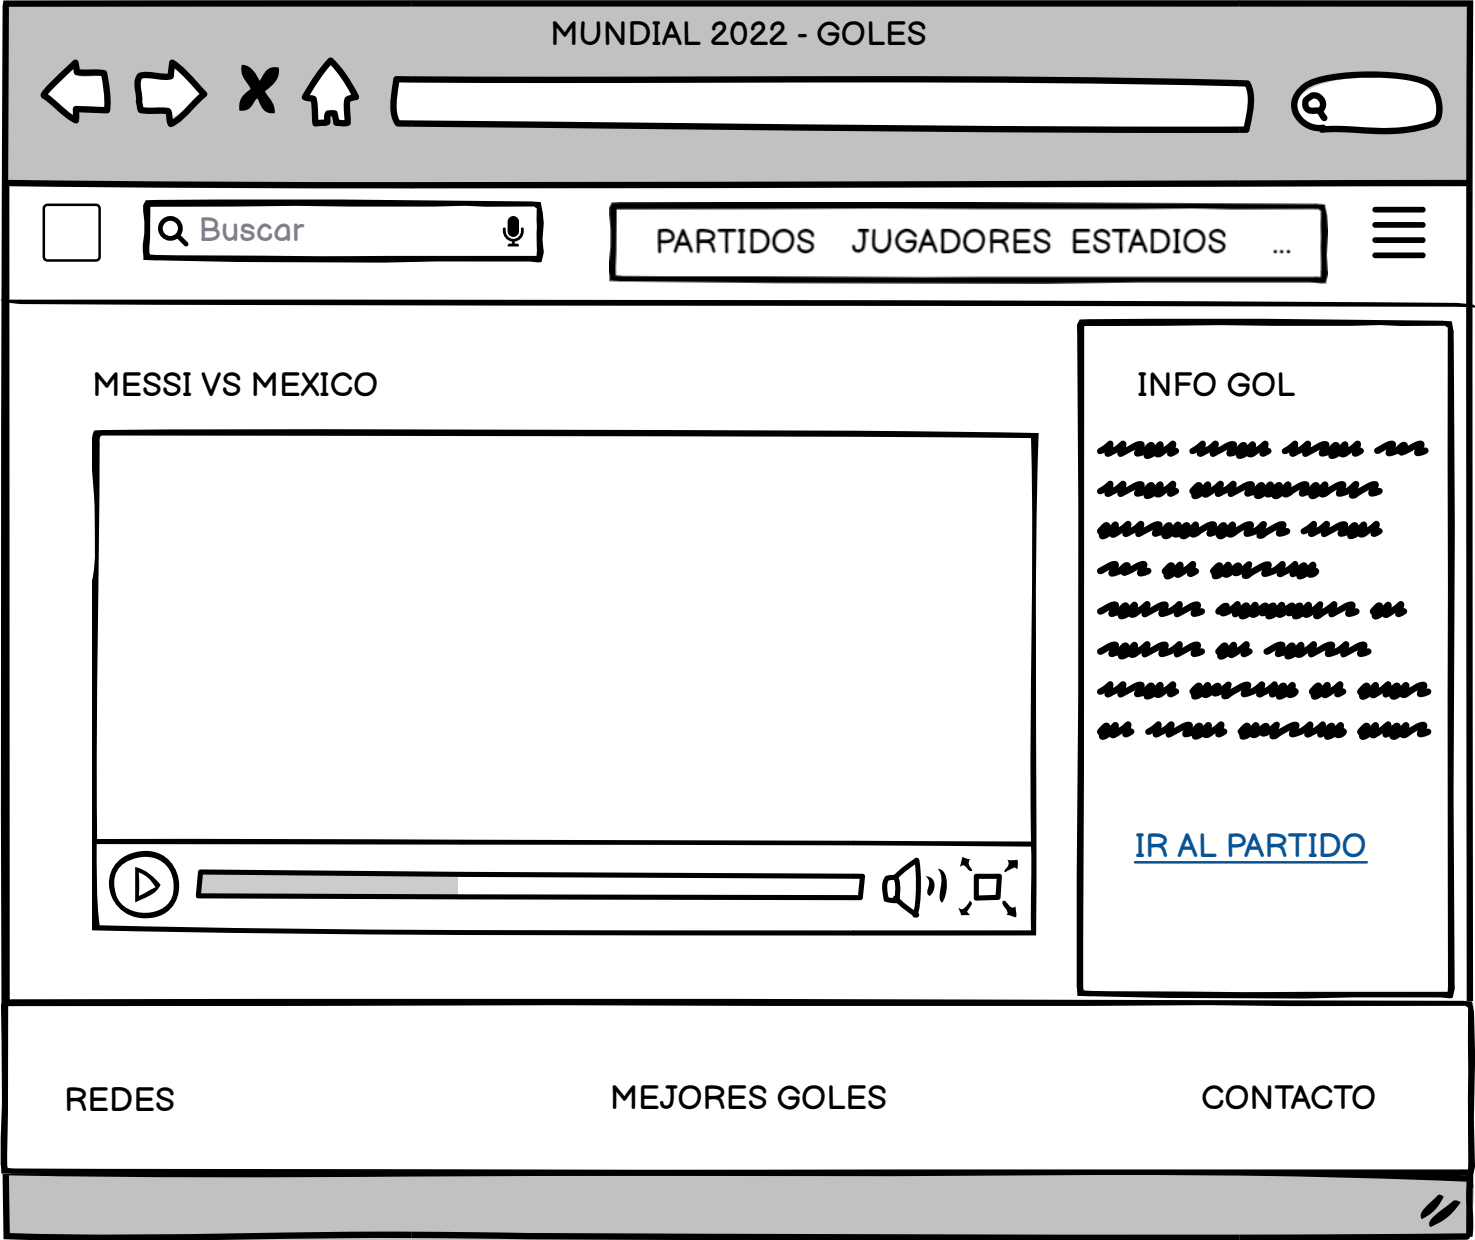 MUNDIAL 2022 - GOLES
Buscar
PARTIDOS JUGADORES ESTADIOS ...
MESSI VS MEXICO
INFO GOL
IR AL PARTIDO
REDES
MEJORES GOLES
CONTACTO